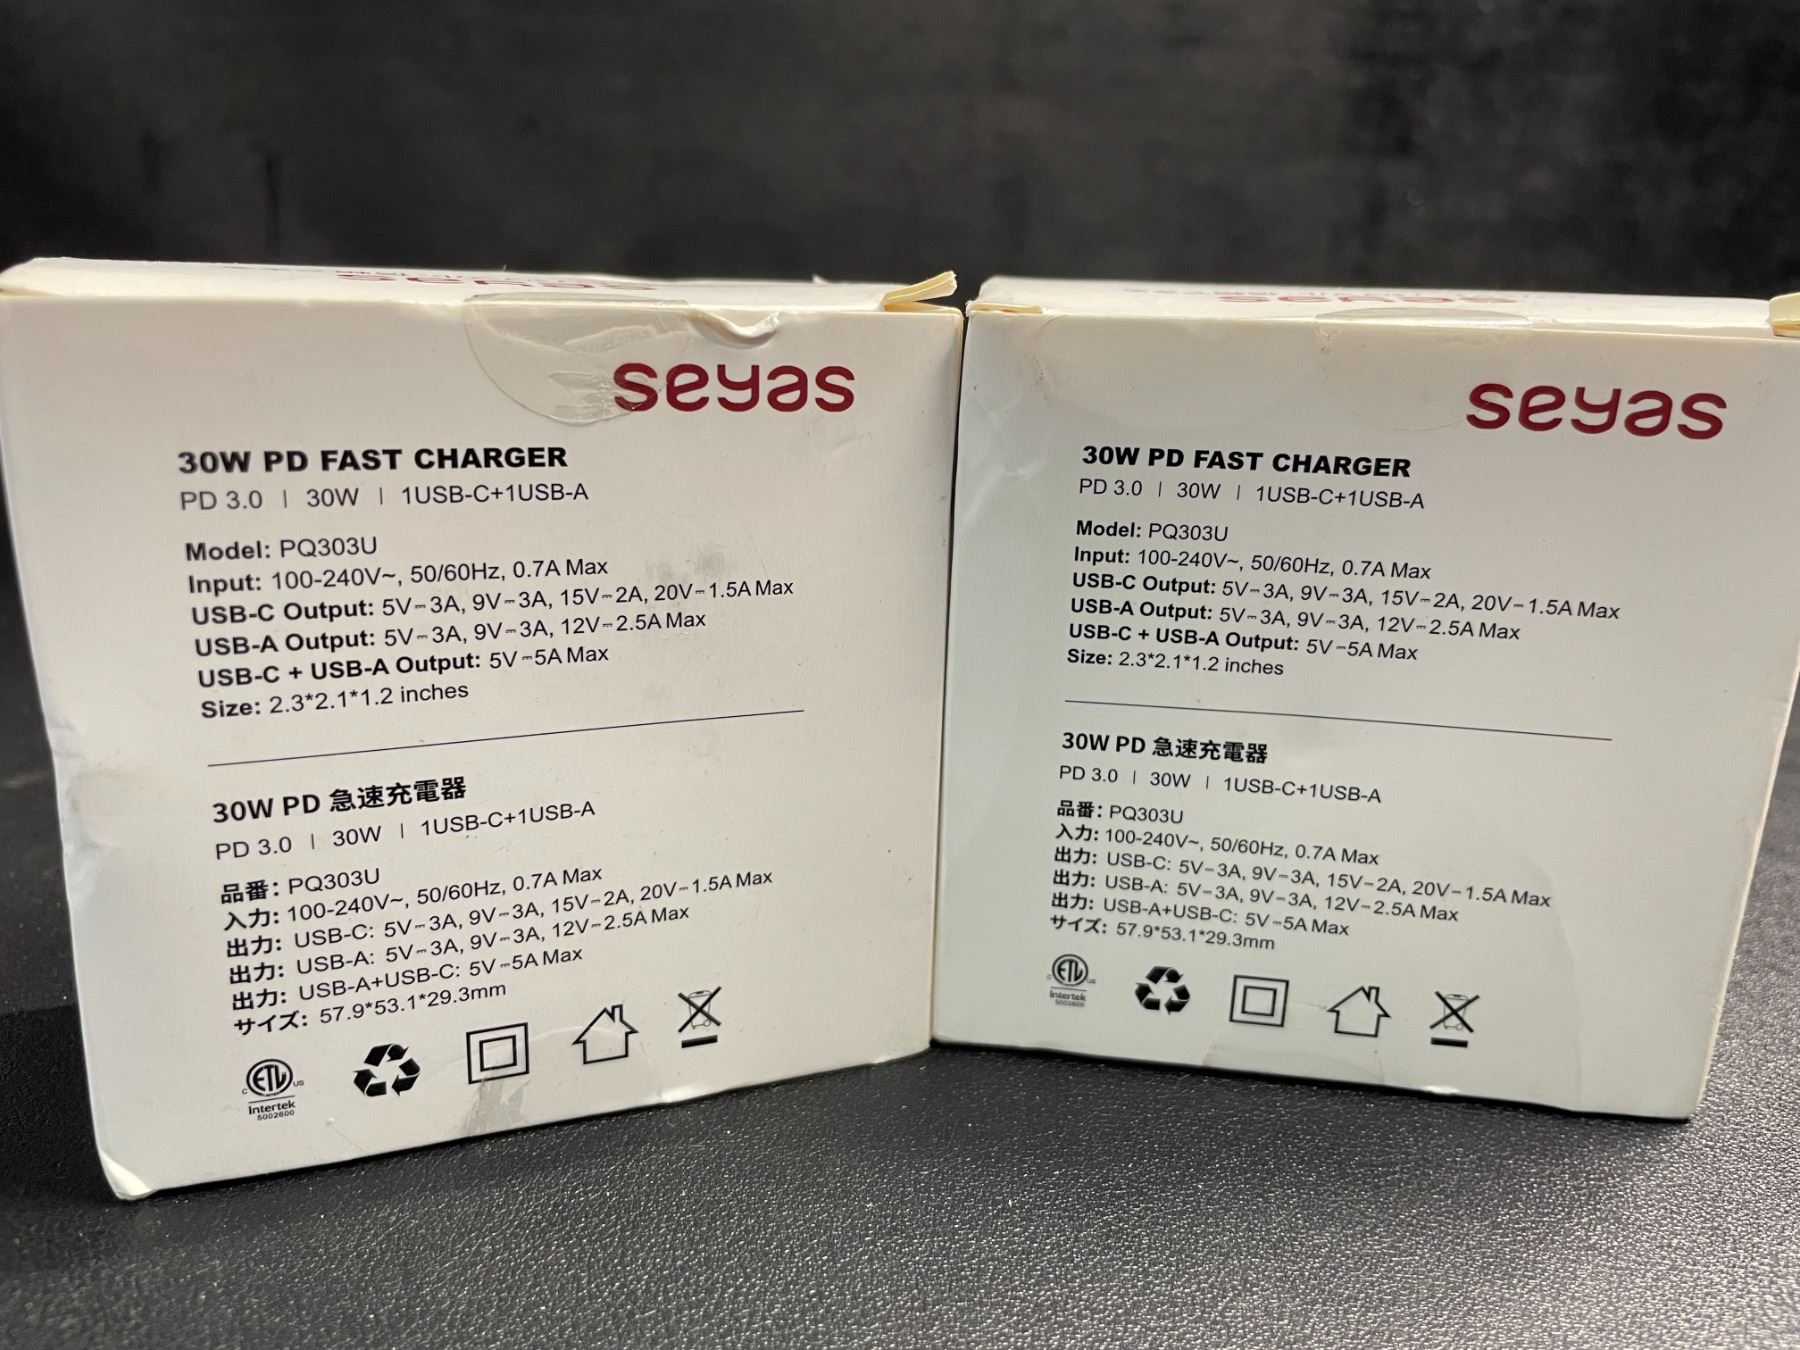 seyas
30W PD FAST CHARGER
PD 3.0 | 30W | 1USB-C+1USB-A
Model: PQ303U
Input: 100-240V~, 50/60Hz, 0.7A Max
USB-C Output: 5V⎓3A, 9V⎓3A, 15V⎓2A, 20V⎓1.5A Max
USB-A Output: 5V⎓3A, 9V⎓3A, 12V⎓2.5A Max
USB-C + USB-A Output: 5V⎓5A Max
Size: 2.3*2.1*1.2 inches
30W PD 急速充電器
PD 3.0 | 30W | 1USB-C+1USB-A
品番: PQ303U
入力: 100-240V~, 50/60Hz, 0.7A Max
出力: USB-C: 5V⎓3A, 9V⎓3A, 15V⎓2A, 20V⎓1.5A Max
出力: USB-A: 5V⎓3A, 9V⎓3A, 12V⎓2.5A Max
出力: USB-A+USB-C: 5V⎓5A Max
サイズ: 57.9*53.1*29.3mm
C ETL US
Intertek
5002600
seyas
30W PD FAST CHARGER
PD 3.0 | 30W | 1USB-C+1USB-A
Model: PQ303U
Input: 100-240V~, 50/60Hz, 0.7A Max
USB-C Output: 5V⎓3A, 9V⎓3A, 15V⎓2A, 20V⎓1.5A Max
USB-A Output: 5V⎓3A, 9V⎓3A, 12V⎓2.5A Max
USB-C + USB-A Output: 5V⎓5A Max
Size: 2.3*2.1*1.2 inches
30W PD 急速充電器
PD 3.0 | 30W | 1USB-C+1USB-A
品番: PQ303U
入力: 100-240V~, 50/60Hz, 0.7A Max
出力: USB-C: 5V⎓3A, 9V⎓3A, 15V⎓2A, 20V⎓1.5A Max
出力: USB-A: 5V⎓3A, 9V⎓3A, 12V⎓2.5A Max
出力: USB-A+USB-C: 5V⎓5A Max
サイズ: 57.9*53.1*29.3mm
C ETL US
Intertek
5002600